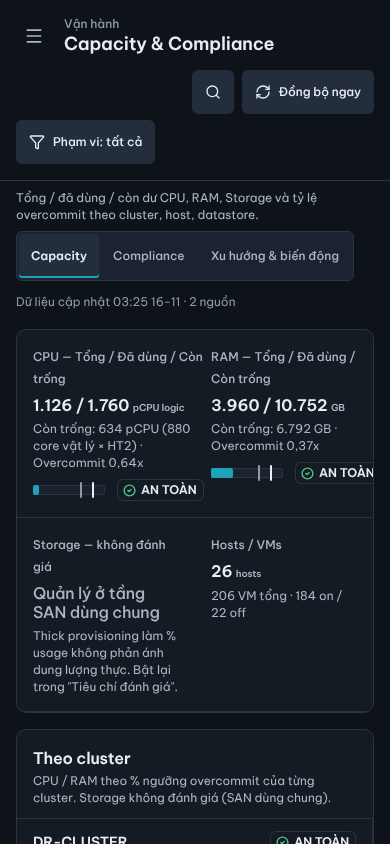 Vận hành
Capacity & Compliance
Đồng bộ ngay
Phạm vi: tất cả
Tổng / đã dùng / còn dư CPU, RAM, Storage và tỷ lệ
overcommit theo cluster, host, datastore.
Capacity
Compliance
Xu hướng & biến động
Dữ liệu cập nhật 03:25 16-11 · 2 nguồn
CPU — Tổng / Đã dùng / Còn
trống
1.126 / 1.760 pCPU logic
Còn trống: 634 pCPU (880
core vật lý × HT2) ·
Overcommit 0,64x
AN TOÀN
RAM — Tổng / Đã dùng /
Còn trống
3.960 / 10.752 GB
Còn trống: 6.792 GB ·
Overcommit 0,37x
AN TOÀN
Storage — không đánh
giá
Quản lý ở tầng
SAN dùng chung
Thick provisioning làm %
usage không phản ánh
dung lượng thực. Bật lại
trong "Tiêu chí đánh giá".
Hosts / VMs
26 hosts
206 VM tổng · 184 on /
22 off
Theo cluster
CPU / RAM theo % ngưỡng overcommit của từng
cluster. Storage không đánh giá (SAN dùng chung).
DR-CLUSTER
AN TOÀN